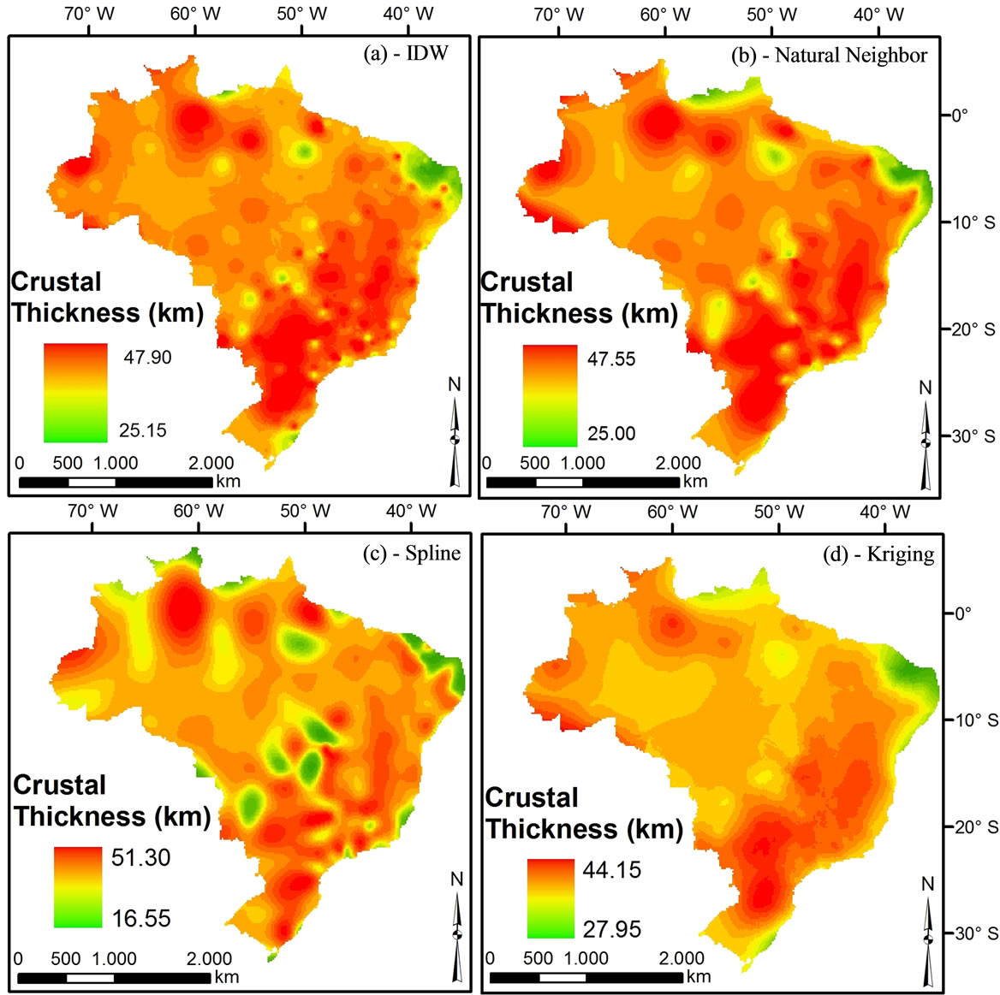 70° W 60° W 50° W 40° W 70° W 60° W 50° W 40° W
(a) - IDW
(b) - Natural Neighbor
0°
10° S
20° S
30° S
Crustal
Thickness (km)
47.90
25.15
N
0 500 1.000 2.000
km
Crustal
Thickness (km)
47.55
25.00
N
0 500 1.000 2.000
km
70° W 60° W 50° W 40° W 70° W 60° W 50° W 40° W
(c) - Spline
(d) - Kriging
0°
10° S
20° S
30° S
Crustal
Thickness (km)
51.30
16.55
N
0 500 1.000 2.000
km
Crustal
Thickness (km)
44.15
27.95
N
0 500 1.000 2.000
km